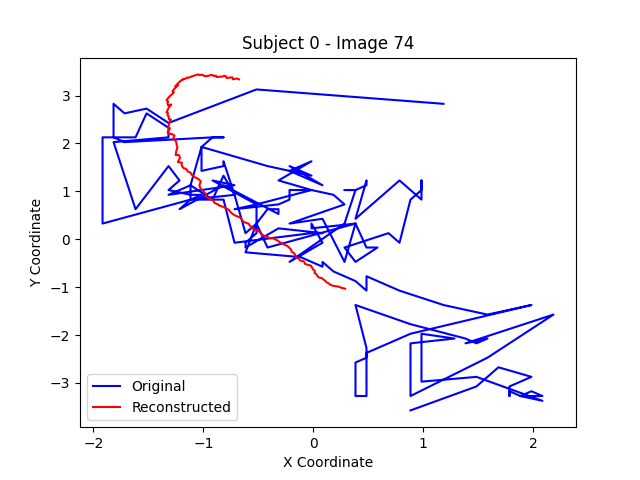 Subject 0 - Image 74
Y Coordinate
3
2
1
0
−1
−2
−3
Original
Reconstructed
−2 −1 0 1 2
X Coordinate